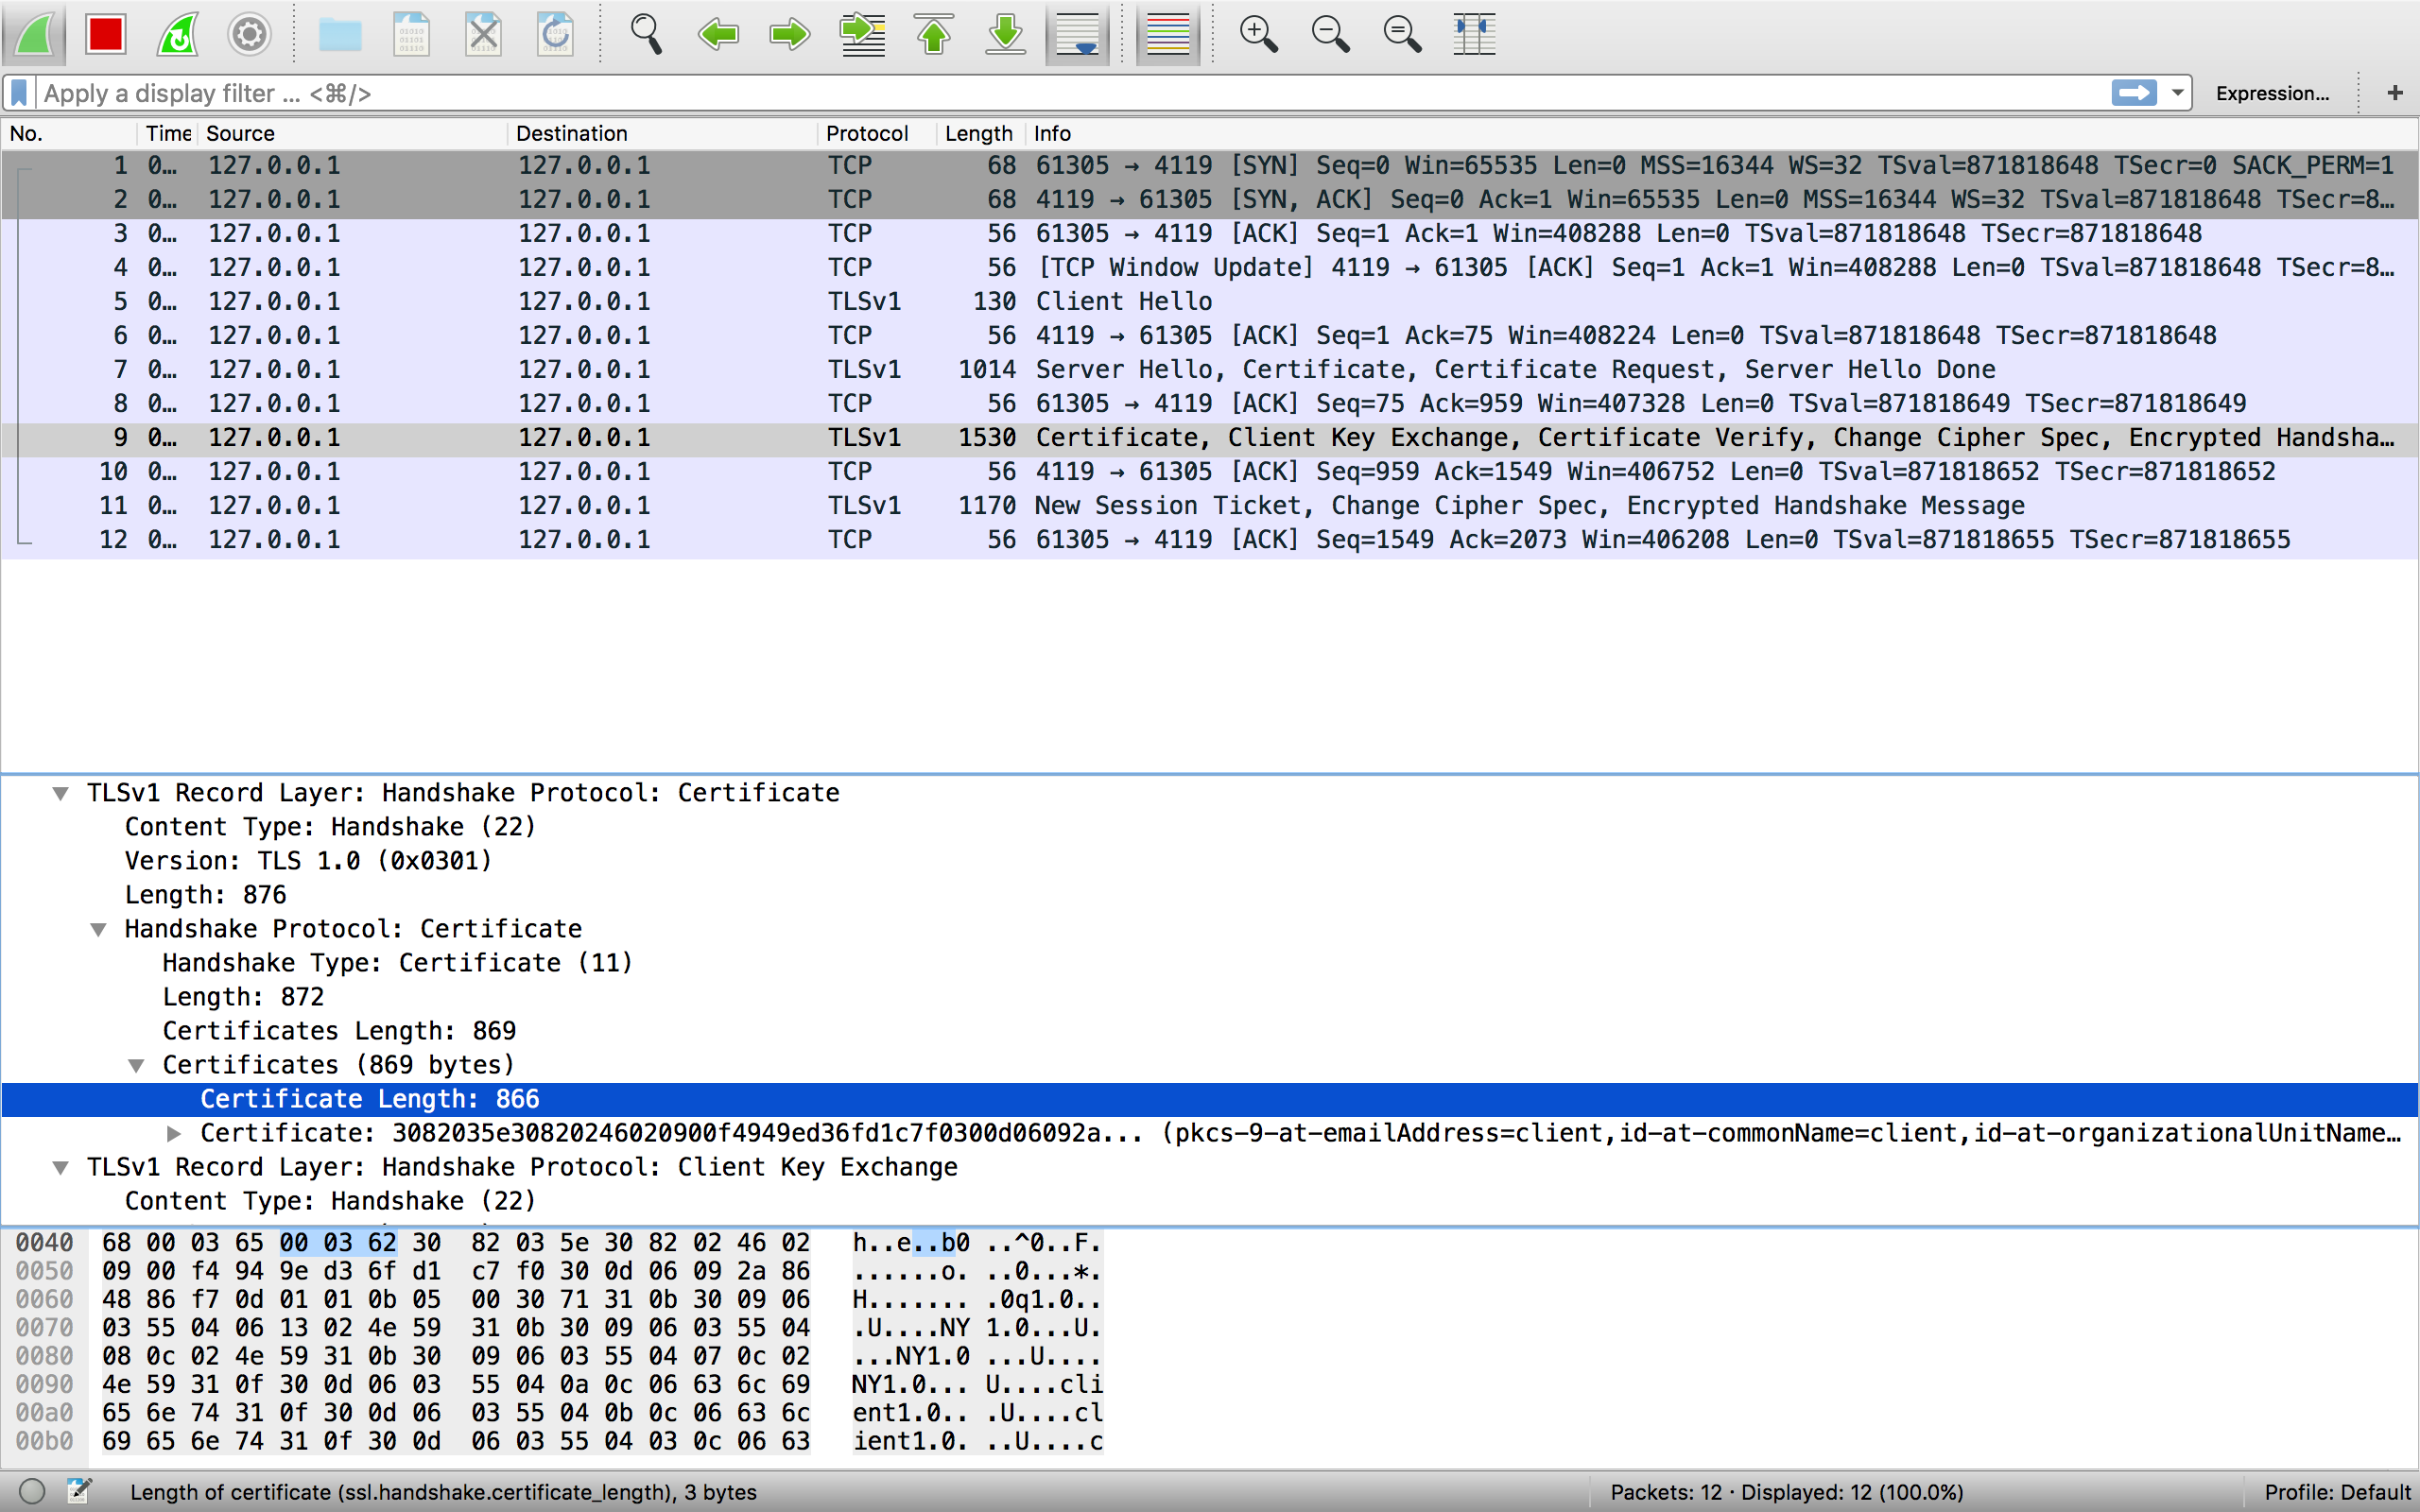 Apply a display filter ... <⌘/>
Expression...
+
No. Time Source Destination Protocol Length Info
1 0... 127.0.0.1 127.0.0.1 TCP 68 61305 → 4119 [SYN] Seq=0 Win=65535 Len=0 MSS=16344 WS=32 TSval=871818648 TSecr=0 SACK_PERM=1
2 0... 127.0.0.1 127.0.0.1 TCP 68 4119 → 61305 [SYN, ACK] Seq=0 Ack=1 Win=65535 Len=0 MSS=16344 WS=32 TSval=871818648 TSecr=8...
3 0... 127.0.0.1 127.0.0.1 TCP 56 61305 → 4119 [ACK] Seq=1 Ack=1 Win=408288 Len=0 TSval=871818648 TSecr=871818648
4 0... 127.0.0.1 127.0.0.1 TCP 56 [TCP Window Update] 4119 → 61305 [ACK] Seq=1 Ack=1 Win=408288 Len=0 TSval=871818648 TSecr=8...
5 0... 127.0.0.1 127.0.0.1 TLSv1 130 Client Hello
6 0... 127.0.0.1 127.0.0.1 TCP 56 4119 → 61305 [ACK] Seq=1 Ack=75 Win=408224 Len=0 TSval=871818648 TSecr=871818648
7 0... 127.0.0.1 127.0.0.1 TLSv1 1014 Server Hello, Certificate, Certificate Request, Server Hello Done
8 0... 127.0.0.1 127.0.0.1 TCP 56 61305 → 4119 [ACK] Seq=75 Ack=959 Win=407328 Len=0 TSval=871818649 TSecr=871818649
9 0... 127.0.0.1 127.0.0.1 TLSv1 1530 Certificate, Client Key Exchange, Certificate Verify, Change Cipher Spec, Encrypted Handsha...
10 0... 127.0.0.1 127.0.0.1 TCP 56 4119 → 61305 [ACK] Seq=959 Ack=1549 Win=406752 Len=0 TSval=871818652 TSecr=871818652
11 0... 127.0.0.1 127.0.0.1 TLSv1 1170 New Session Ticket, Change Cipher Spec, Encrypted Handshake Message
12 0... 127.0.0.1 127.0.0.1 TCP 56 61305 → 4119 [ACK] Seq=1549 Ack=2073 Win=406208 Len=0 TSval=871818655 TSecr=871818655
TLSv1 Record Layer: Handshake Protocol: Certificate
Content Type: Handshake (22)
Version: TLS 1.0 (0x0301)
Length: 876
Handshake Protocol: Certificate
Handshake Type: Certificate (11)
Length: 872
Certificates Length: 869
Certificates (869 bytes)
Certificate Length: 866
Certificate: 3082035e30820246020900f4949ed36fd1c7f0300d06092a... (pkcs-9-at-emailAddress=client,id-at-commonName=client,id-at-organizationalUnitName...
TLSv1 Record Layer: Handshake Protocol: Client Key Exchange
Content Type: Handshake (22)
0040 68 00 03 65 00 03 62 30 82 03 5e 30 82 02 46 02 h..e..b0 ..^0..F.
0050 09 00 f4 94 9e d3 6f d1 c7 f0 30 0d 06 09 2a 86 ......o. ..0...*.
0060 48 86 f7 0d 01 01 0b 05 00 30 71 31 0b 30 09 06 H....... .0q1.0..
0070 03 55 04 06 13 02 4e 59 31 0b 30 09 06 03 55 04 .U....NY 1.0...U.
0080 08 0c 02 4e 59 31 0b 30 09 06 03 55 04 07 0c 02 ...NY1.0 ...U....
0090 4e 59 31 0f 30 0d 06 03 55 04 0a 0c 06 63 6c 69 NY1.0... U....cli
00a0 65 6e 74 31 0f 30 0d 06 03 55 04 0b 0c 06 63 6c ent1.0.. .U....cl
00b0 69 65 6e 74 31 0f 30 0d 06 03 55 04 03 0c 06 63 ient1.0. ..U....c
Length of certificate (ssl.handshake.certificate_length), 3 bytes
Packets: 12 · Displayed: 12 (100.0%)
Profile: Default